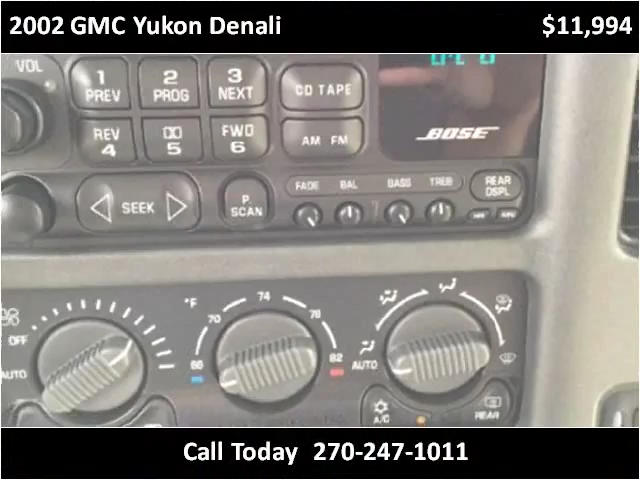 2002 GMC Yukon Denali $11,994
VOL
1 PREV 2 PROG 3 NEXT CD TAPE
REV 4 5 FWD 6 AM FM
BOSE
SEEK P. SCAN
FADE BAL BASS TREB REAR DSPL
°F 74
70 78
OFF
66 82
AUTO AUTO
A/C REAR
Call Today 270-247-1011